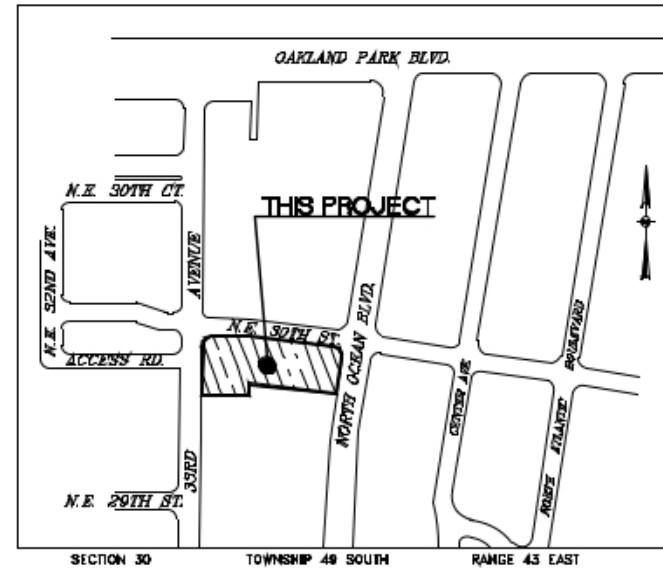 OAKLAND PARK BLVD.
N.E. 30TH CT.
THIS PROJECT
N.E. 32ND AVE.
AVENUE
N.E. 30TH ST.
NORTH OCEAN BLVD.
BOULEVARD
ACCESS RD.
CENTER AVE
NORTH ATLANTIC
33RD
N.E. 29TH ST.
SECTION 30 TOWNSHIP 49 SOUTH RANGE 43 EAST